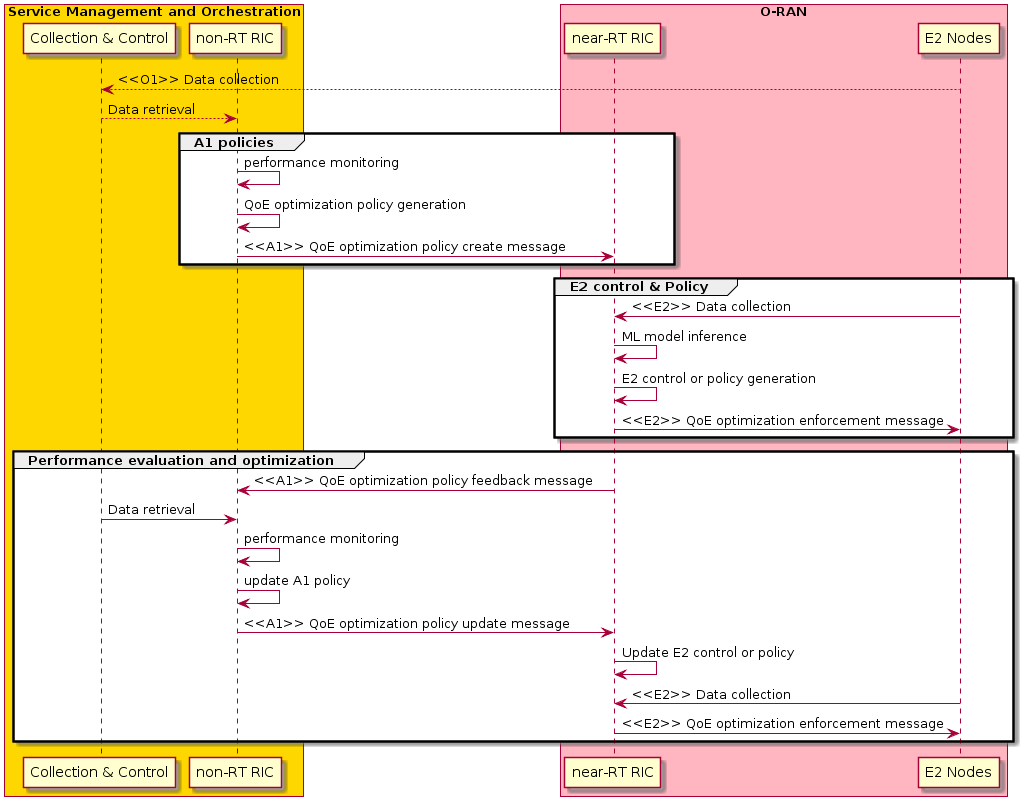 Service Management and Orchestration
O-RAN
Collection & Control
non-RT RIC
near-RT RIC
E2 Nodes
<<O1>> Data collection
Data retrieval
A1 policies
performance monitoring
QoE optimization policy generation
<<A1>> QoE optimization policy create message
E2 control & Policy
<<E2>> Data collection
ML model inference
E2 control or policy generation
<<E2>> QoE optimization enforcement message
Performance evaluation and optimization
<<A1>> QoE optimization policy feedback message
Data retrieval
performance monitoring
update A1 policy
<<A1>> QoE optimization policy update message
Update E2 control or policy
<<E2>> Data collection
<<E2>> QoE optimization enforcement message
Collection & Control
non-RT RIC
near-RT RIC
E2 Nodes